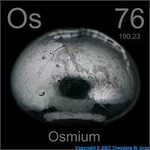 Os 76
190.23
Osmium
Copyright © 2007 Theodore W. Gray